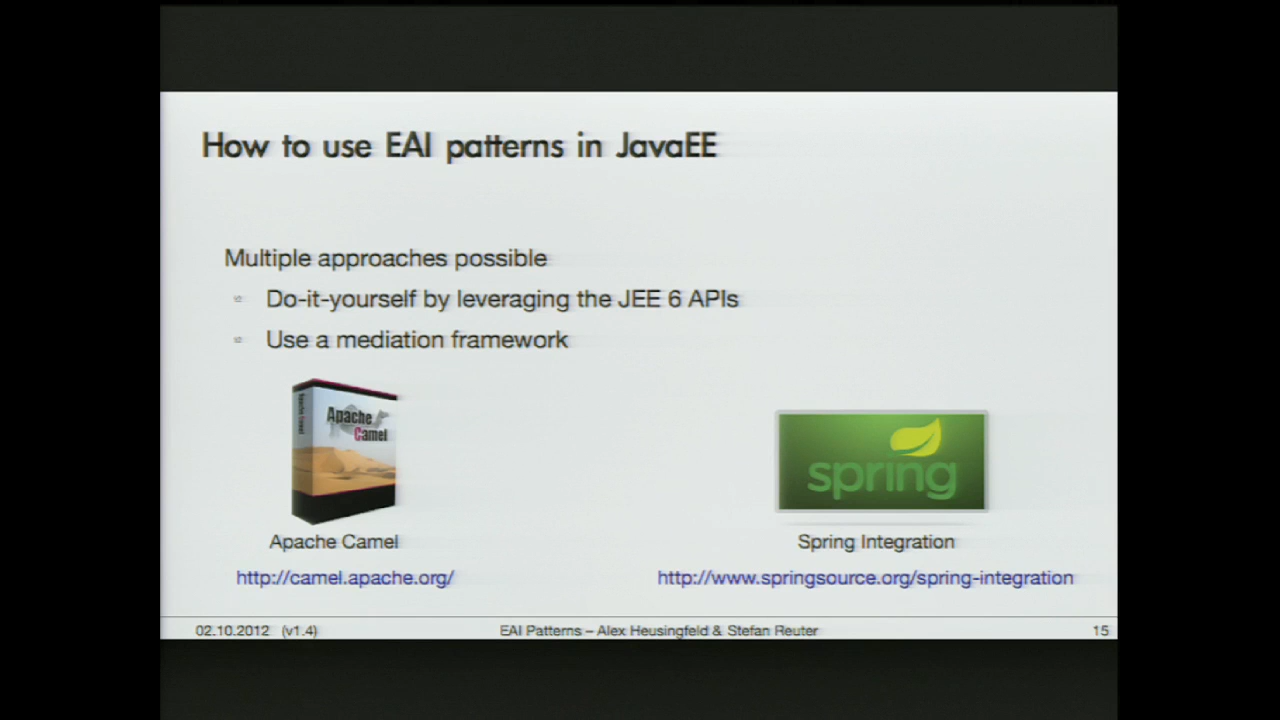 How to use EAI patterns in JavaEE
Multiple approaches possible
Do-it-yourself by leveraging the JEE 6 APIs
Use a mediation framework
Apache
Camel
spring
Apache Camel
Spring Integration
http://camel.apache.org/
http://www.springsource.org/spring-integration
02.10.2012 (v1.4)
EAI Patterns – Alex Heusingfeld & Stefan Reuter
15